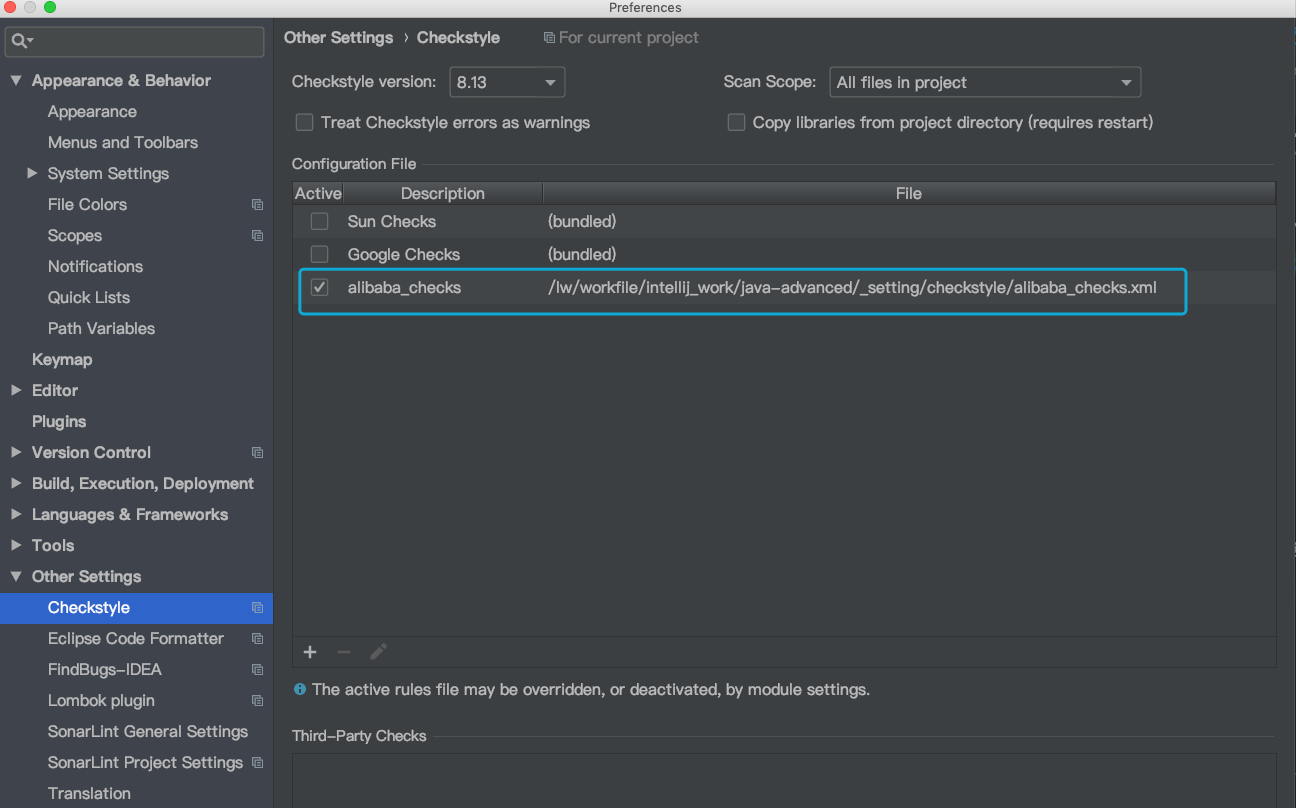 Preferences
Appearance & Behavior
Appearance
Menus and Toolbars
System Settings
File Colors
Scopes
Notifications
Quick Lists
Path Variables
Keymap
Editor
Plugins
Version Control
Build, Execution, Deployment
Languages & Frameworks
Tools
Other Settings
Checkstyle
Eclipse Code Formatter
FindBugs-IDEA
Lombok plugin
SonarLint General Settings
SonarLint Project Settings
Translation
Other Settings › Checkstyle For current project
Checkstyle version: 8.13 Scan Scope: All files in project
Treat Checkstyle errors as warnings Copy libraries from project directory (requires restart)
Configuration File
Active Description File
Sun Checks (bundled)
Google Checks (bundled)
alibaba_checks /lw/workfile/intellij_work/java-advanced/_setting/checkstyle/alibaba_checks.xml
The active rules file may be overridden, or deactivated, by module settings.
Third-Party Checks